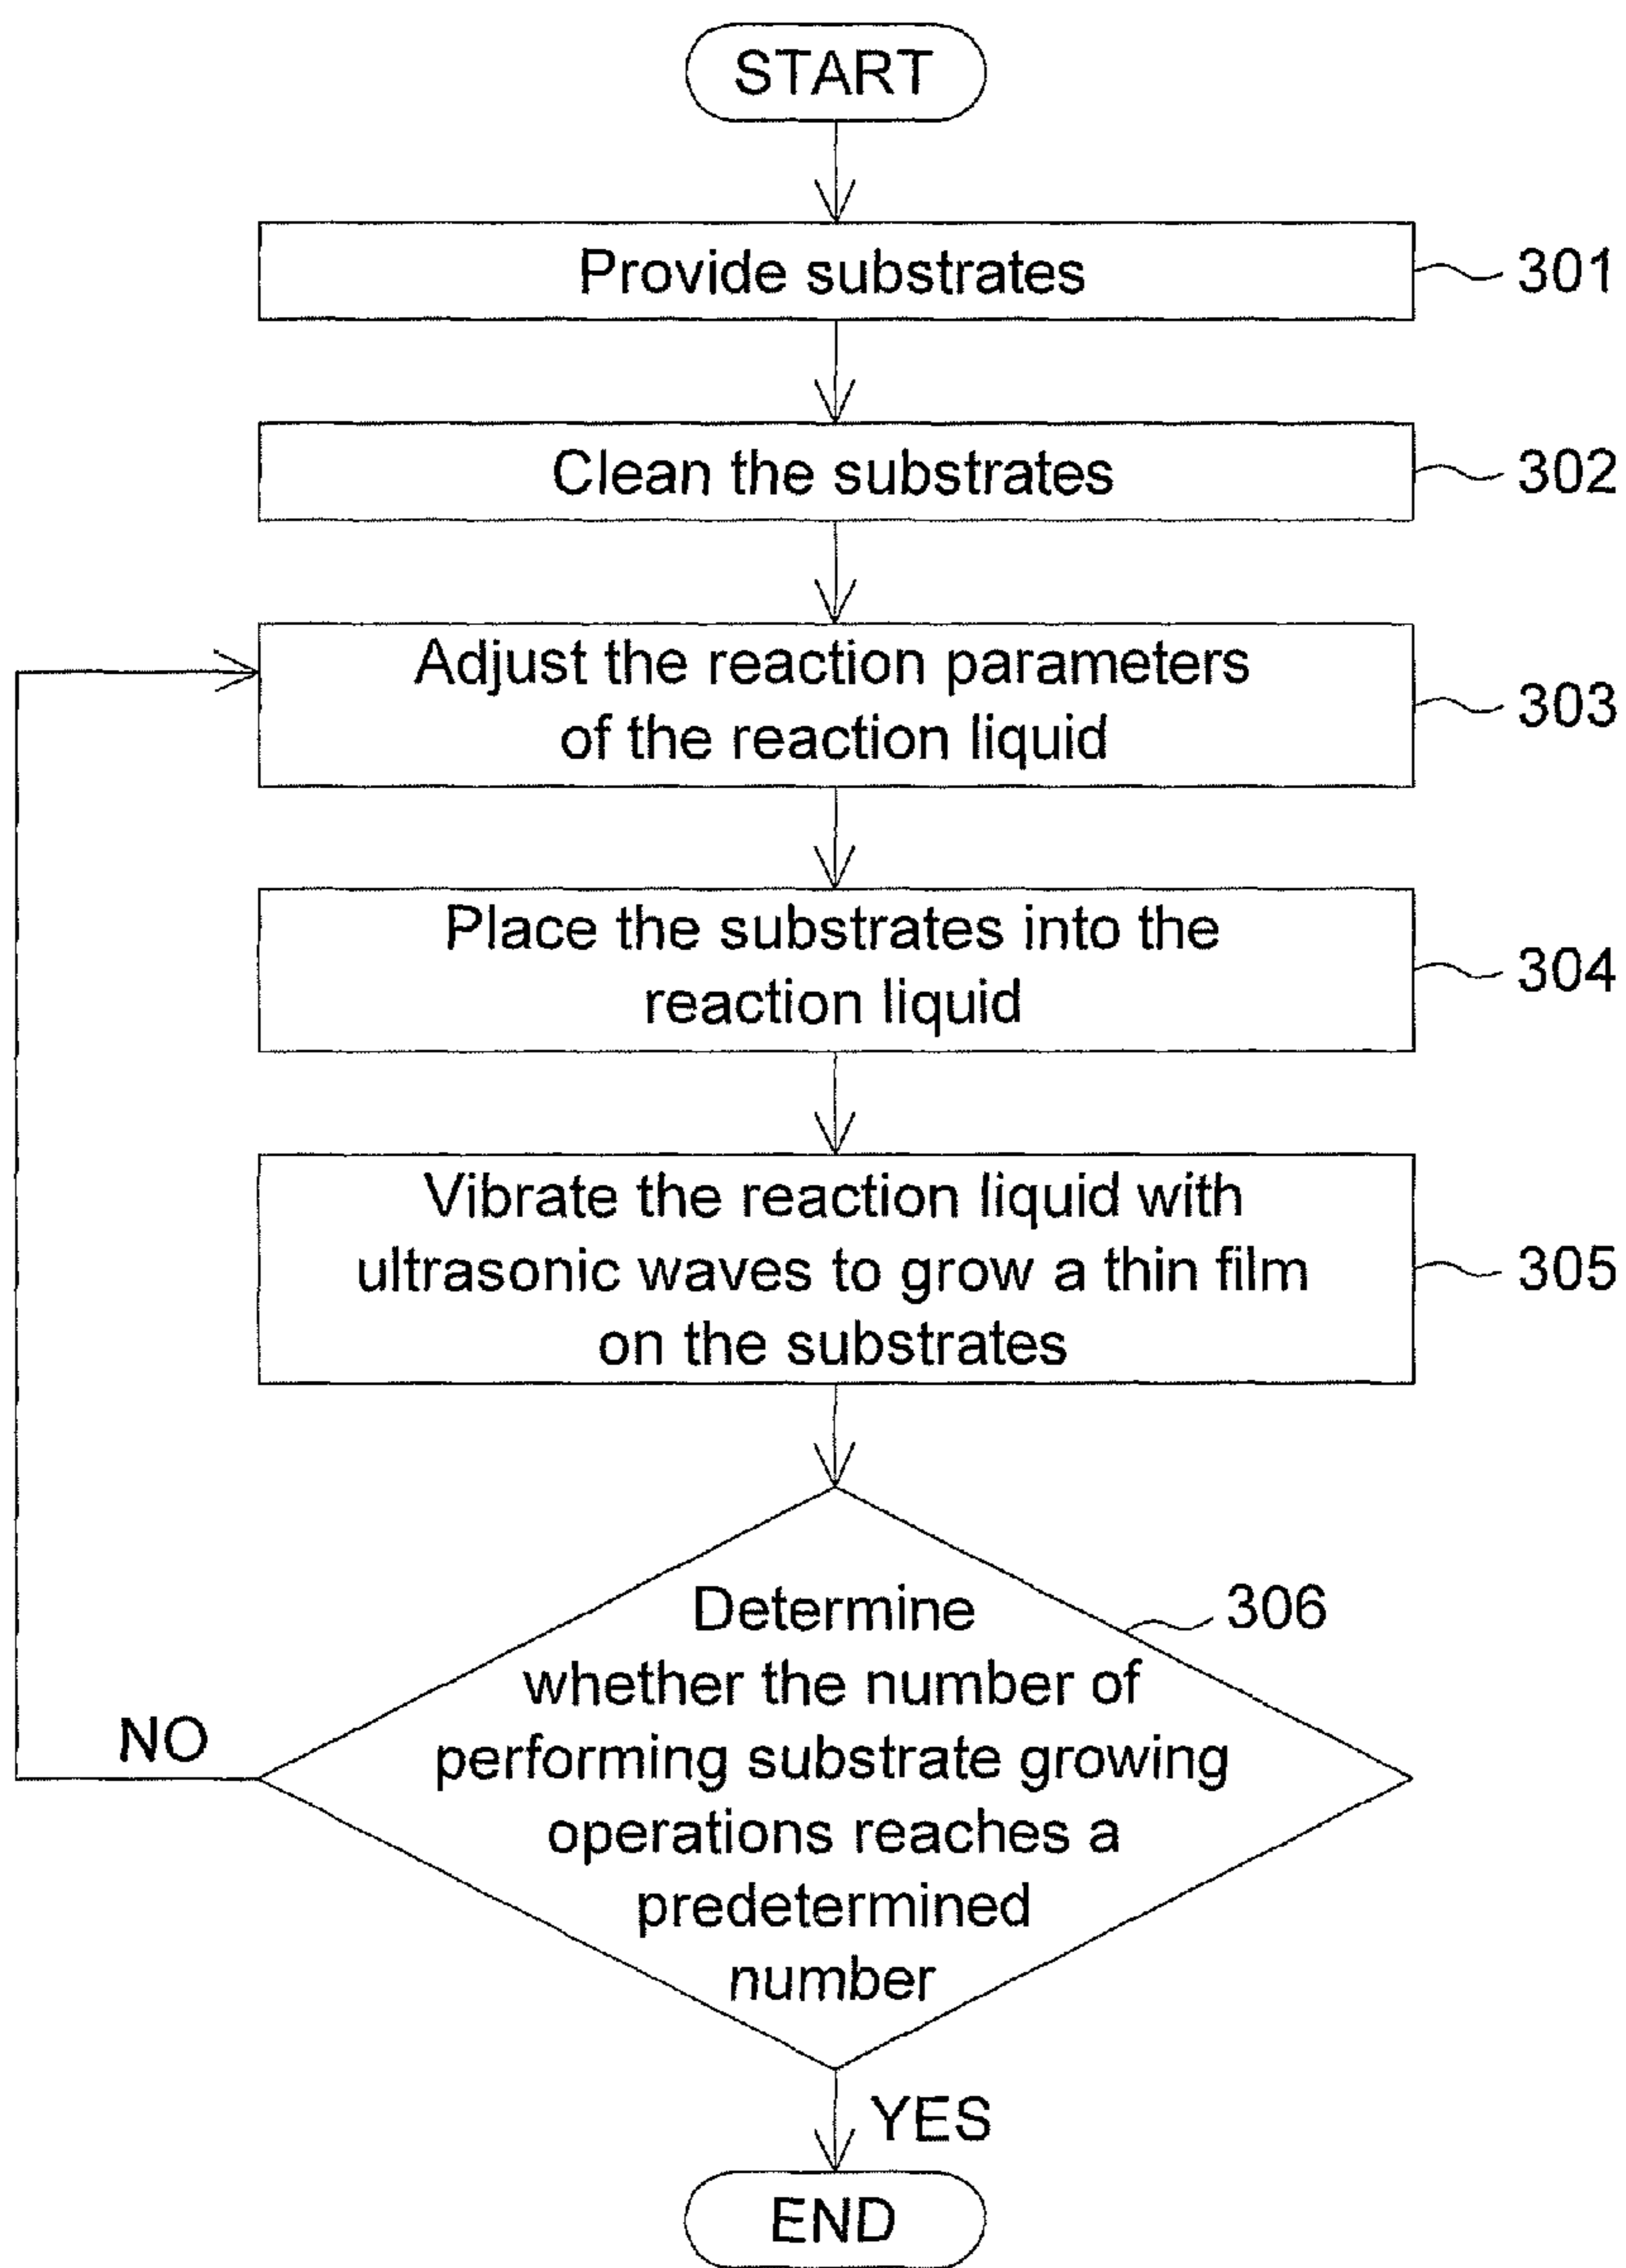 START
Provide substrates
301
Clean the substrates
302
Adjust the reaction parameters
of the reaction liquid
303
Place the substrates into the
reaction liquid
304
Vibrate the reaction liquid with
ultrasonic waves to grow a thin film
on the substrates
305
Determine
whether the number of
performing substrate growing
operations reaches a
predetermined
number
306
NO
YES
END